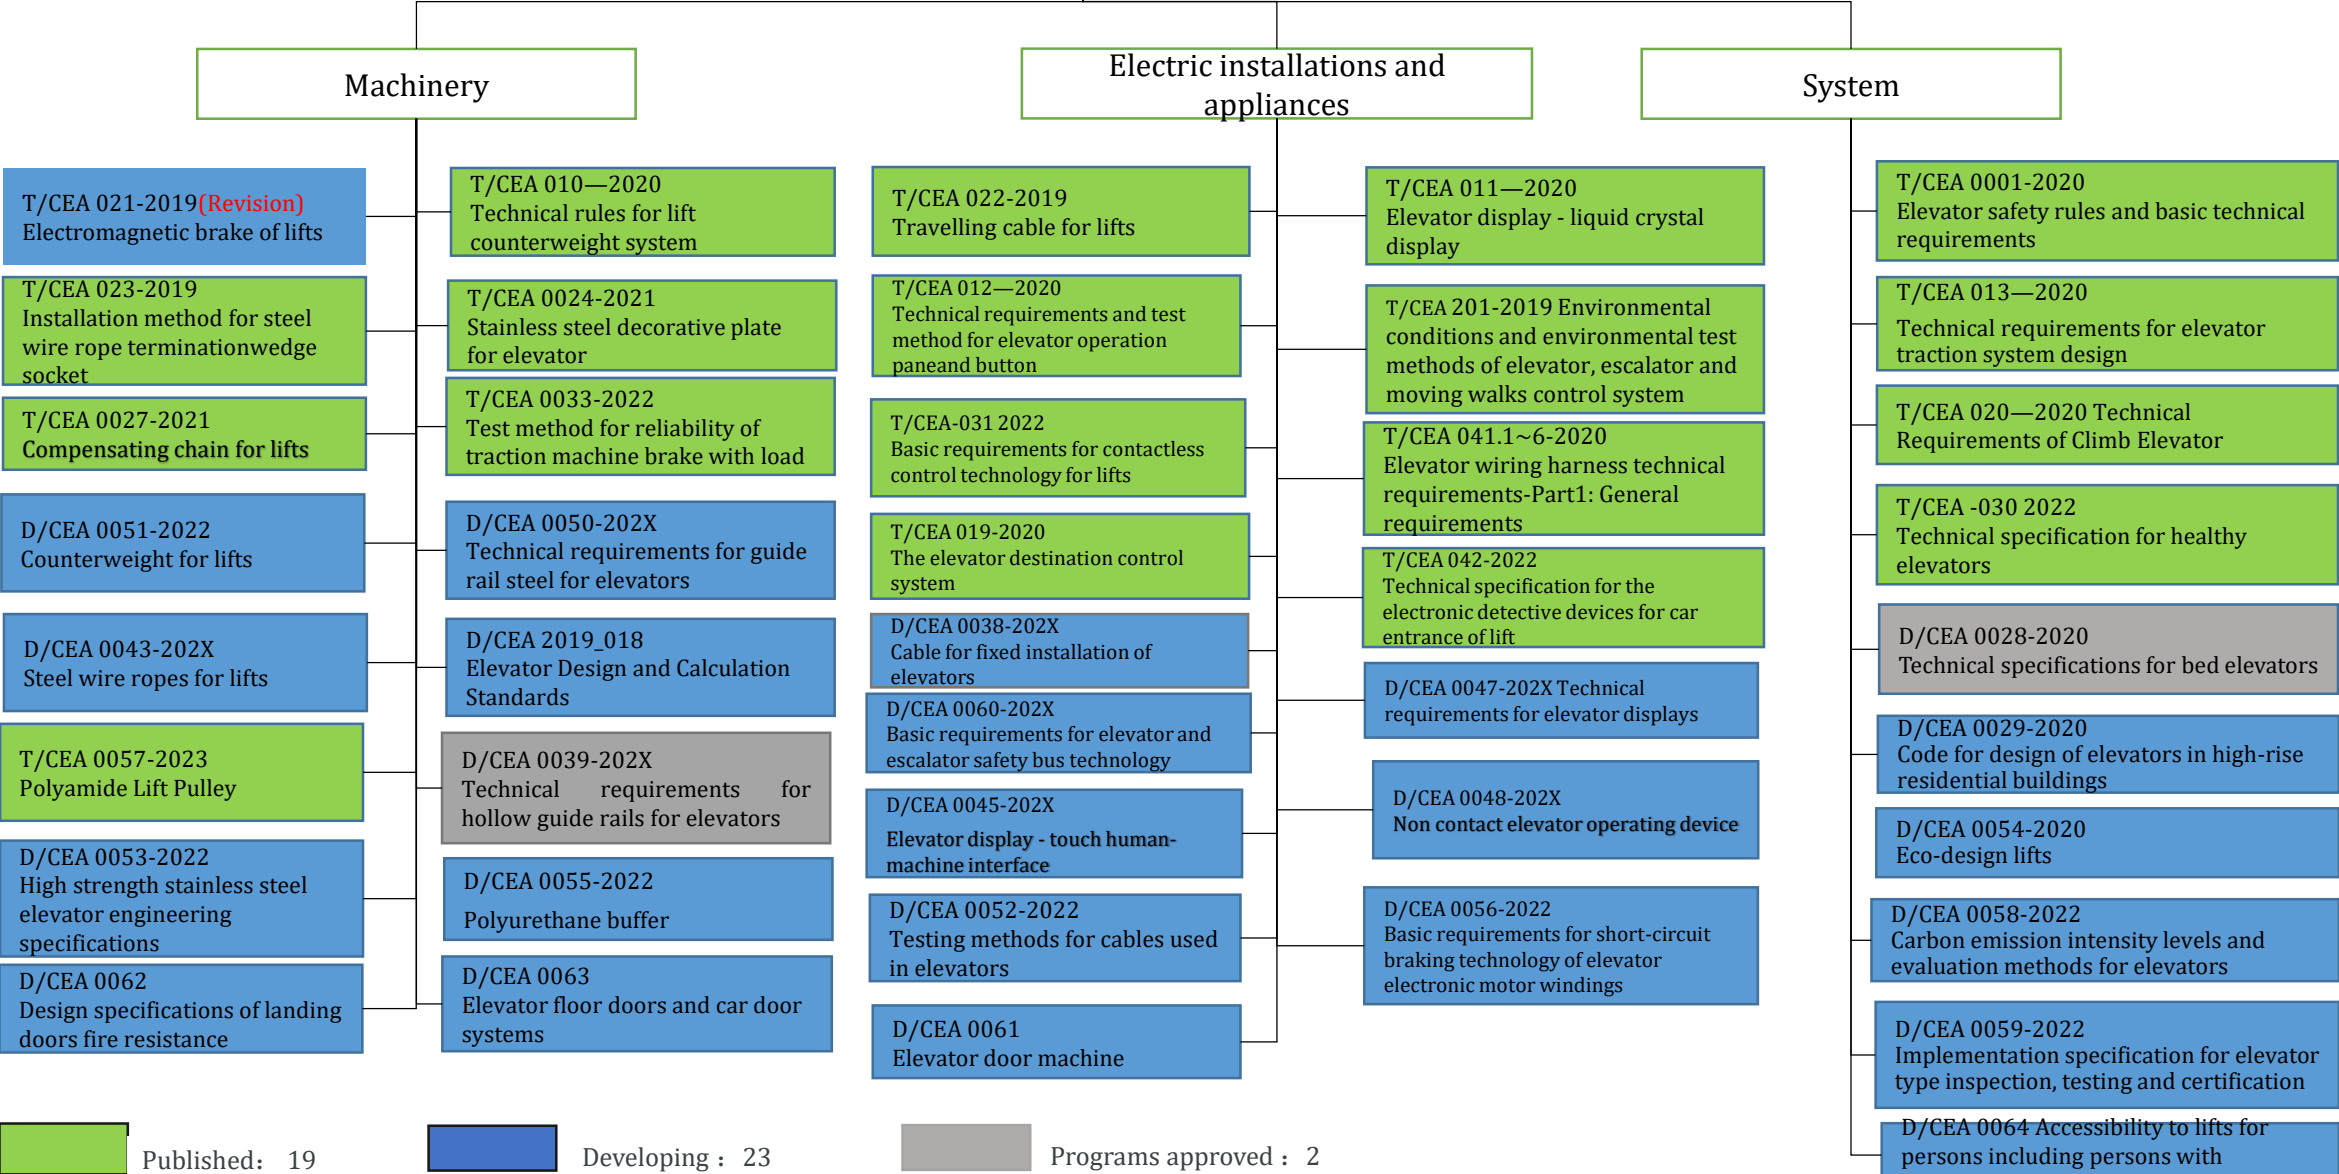 Machinery
Electric installations and
appliances
System
T/CEA 021-2019(Revision)
Electromagnetic brake of lifts
T/CEA 023-2019
Installation method for steel
wire rope terminationwedge
socket
T/CEA 0027-2021
Compensating chain for lifts
D/CEA 0051-2022
Counterweight for lifts
D/CEA 0043-202X
Steel wire ropes for lifts
T/CEA 0057-2023
Polyamide Lift Pulley
D/CEA 0053-2022
High strength stainless steel
elevator engineering
specifications
D/CEA 0062
Design specifications of landing
doors fire resistance
T/CEA 010—2020
Technical rules for lift
counterweight system
T/CEA 0024-2021
Stainless steel decorative plate
for elevator
T/CEA 0033-2022
Test method for reliability of
traction machine brake with load
D/CEA 0050-202X
Technical requirements for guide
rail steel for elevators
D/CEA 2019_018
Elevator Design and Calculation
Standards
D/CEA 0039-202X
Technical requirements for
hollow guide rails for elevators
D/CEA 0055-2022
Polyurethane buffer
D/CEA 0063
Elevator floor doors and car door
systems
T/CEA 022-2019
Travelling cable for lifts
T/CEA 012—2020
Technical requirements and test
method for elevator operation
paneand button
T/CEA-031 2022
Basic requirements for contactless
control technology for lifts
T/CEA 019-2020
The elevator destination control
system
D/CEA 0038-202X
Cable for fixed installation of
elevators
D/CEA 0060-202X
Basic requirements for elevator and
escalator safety bus technology
D/CEA 0045-202X
Elevator display - touch human-
machine interface
D/CEA 0052-2022
Testing methods for cables used
in elevators
D/CEA 0061
Elevator door machine
T/CEA 011—2020
Elevator display - liquid crystal
display
T/CEA 201-2019 Environmental
conditions and environmental test
methods of elevator, escalator and
moving walks control system
T/CEA 041.1~6-2020
Elevator wiring harness technical
requirements-Part1: General
requirements
T/CEA 042-2022
Technical specification for the
electronic detective devices for car
entrance of lift
D/CEA 0047-202X Technical
requirements for elevator displays
D/CEA 0048-202X
Non contact elevator operating device
D/CEA 0056-2022
Basic requirements for short-circuit
braking technology of elevator
electronic motor windings
T/CEA 0001-2020
Elevator safety rules and basic technical
requirements
T/CEA 013—2020
Technical requirements for elevator
traction system design
T/CEA 020—2020 Technical
Requirements of Climb Elevator
T/CEA -030 2022
Technical specification for healthy
elevators
D/CEA 0028-2020
Technical specifications for bed elevators
D/CEA 0029-2020
Code for design of elevators in high-rise
residential buildings
D/CEA 0054-2020
Eco-design lifts
D/CEA 0058-2022
Carbon emission intensity levels and
evaluation methods for elevators
D/CEA 0059-2022
Implementation specification for elevator
type inspection, testing and certification
D/CEA 0064 Accessibility to lifts for
persons including persons with
Published： 19
Developing：23
Programs approved：2